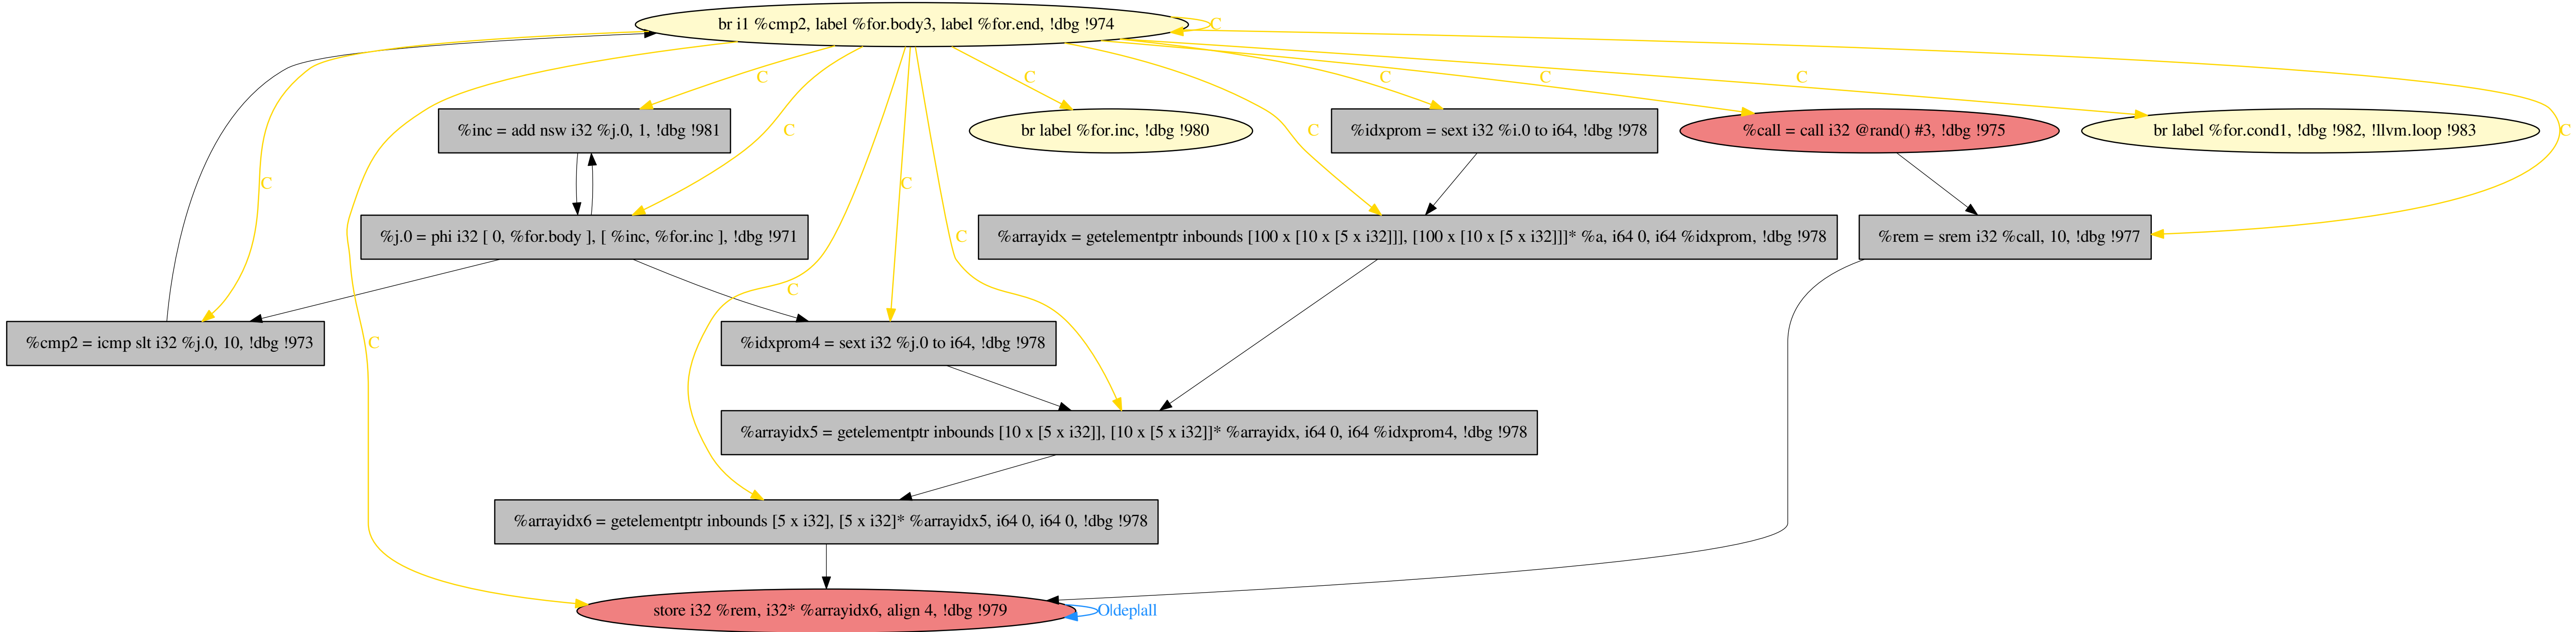 br i1 %cmp2, label %for.body3, label %for.end, !dbg !974
C
C
C
C
C
C
%inc = add nsw i32 %j.0, 1, !dbg !981
br label %for.inc, !dbg !980
%idxprom = sext i32 %i.0 to i64, !dbg !978
%call = call i32 @rand() #3, !dbg !975
br label %for.cond1, !dbg !982, !llvm.loop !983
C
C
C
C
C
%j.0 = phi i32 [ 0, %for.body ], [ %inc, %for.inc ], !dbg !971
C
%arrayidx = getelementptr inbounds [100 x [10 x [5 x i32]]], [100 x [10 x [5 x i32]]]* %a, i64 0, i64 %idxprom, !dbg !978
%rem = srem i32 %call, 10, !dbg !977
C
%cmp2 = icmp slt i32 %j.0, 10, !dbg !973
C
%idxprom4 = sext i32 %j.0 to i64, !dbg !978
%arrayidx5 = getelementptr inbounds [10 x [5 x i32]], [10 x [5 x i32]]* %arrayidx, i64 0, i64 %idxprom4, !dbg !978
%arrayidx6 = getelementptr inbounds [5 x i32], [5 x i32]* %arrayidx5, i64 0, i64 0, !dbg !978
store i32 %rem, i32* %arrayidx6, align 4, !dbg !979
O|dep|all